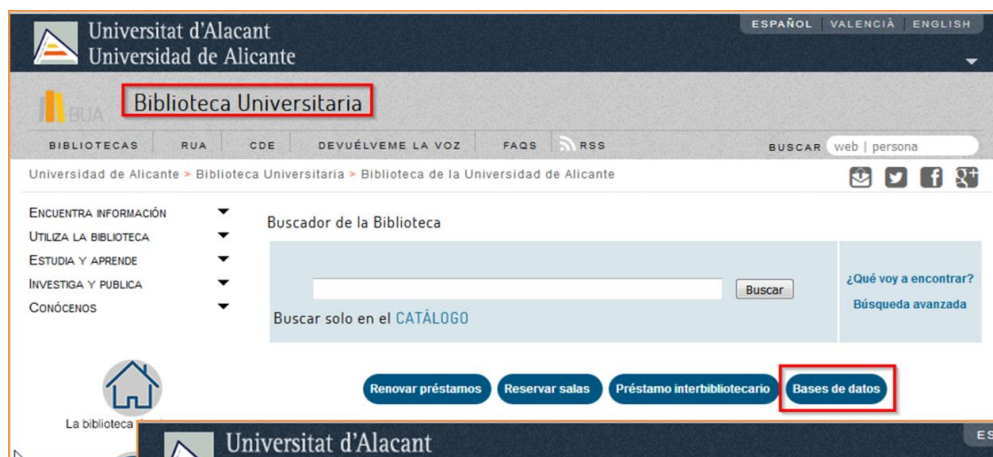 Universitat d'Alacant
Universidad de Alicante
ESPAÑOL VALENCIÀ ENGLISH
BUA
Biblioteca Universitaria
BIBLIOTECAS RUA CDE DEVUÉLVEME LA VOZ FAQS RSS BUSCAR web | persona
Universidad de Alicante > Biblioteca Universitaria > Biblioteca de la Universidad de Alicante
ENCUENTRA INFORMACIÓN
UTILIZA LA BIBLIOTECA
ESTUDIA Y APRENDE
INVESTIGA Y PUBLICA
CONÓCENOS
Buscador de la Biblioteca
Buscar
Buscar solo en el CATÁLOGO
¿Qué voy a encontrar?
Búsqueda avanzada
Renovar préstamos Reservar salas Préstamo interbibliotecario Bases de datos
La biblioteca
Universitat d'Alacant
ES